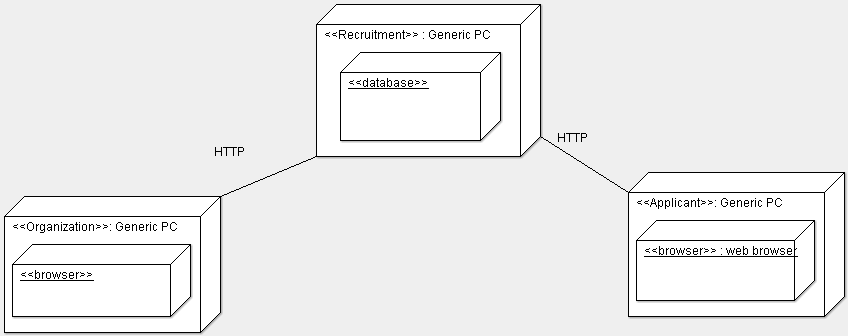 <<Recruitment>> : Generic PC
<<database>>
HTTP
HTTP
<<Organization>>: Generic PC
<<browser>>
<<Applicant>>: Generic PC
<<browser>> : web browser